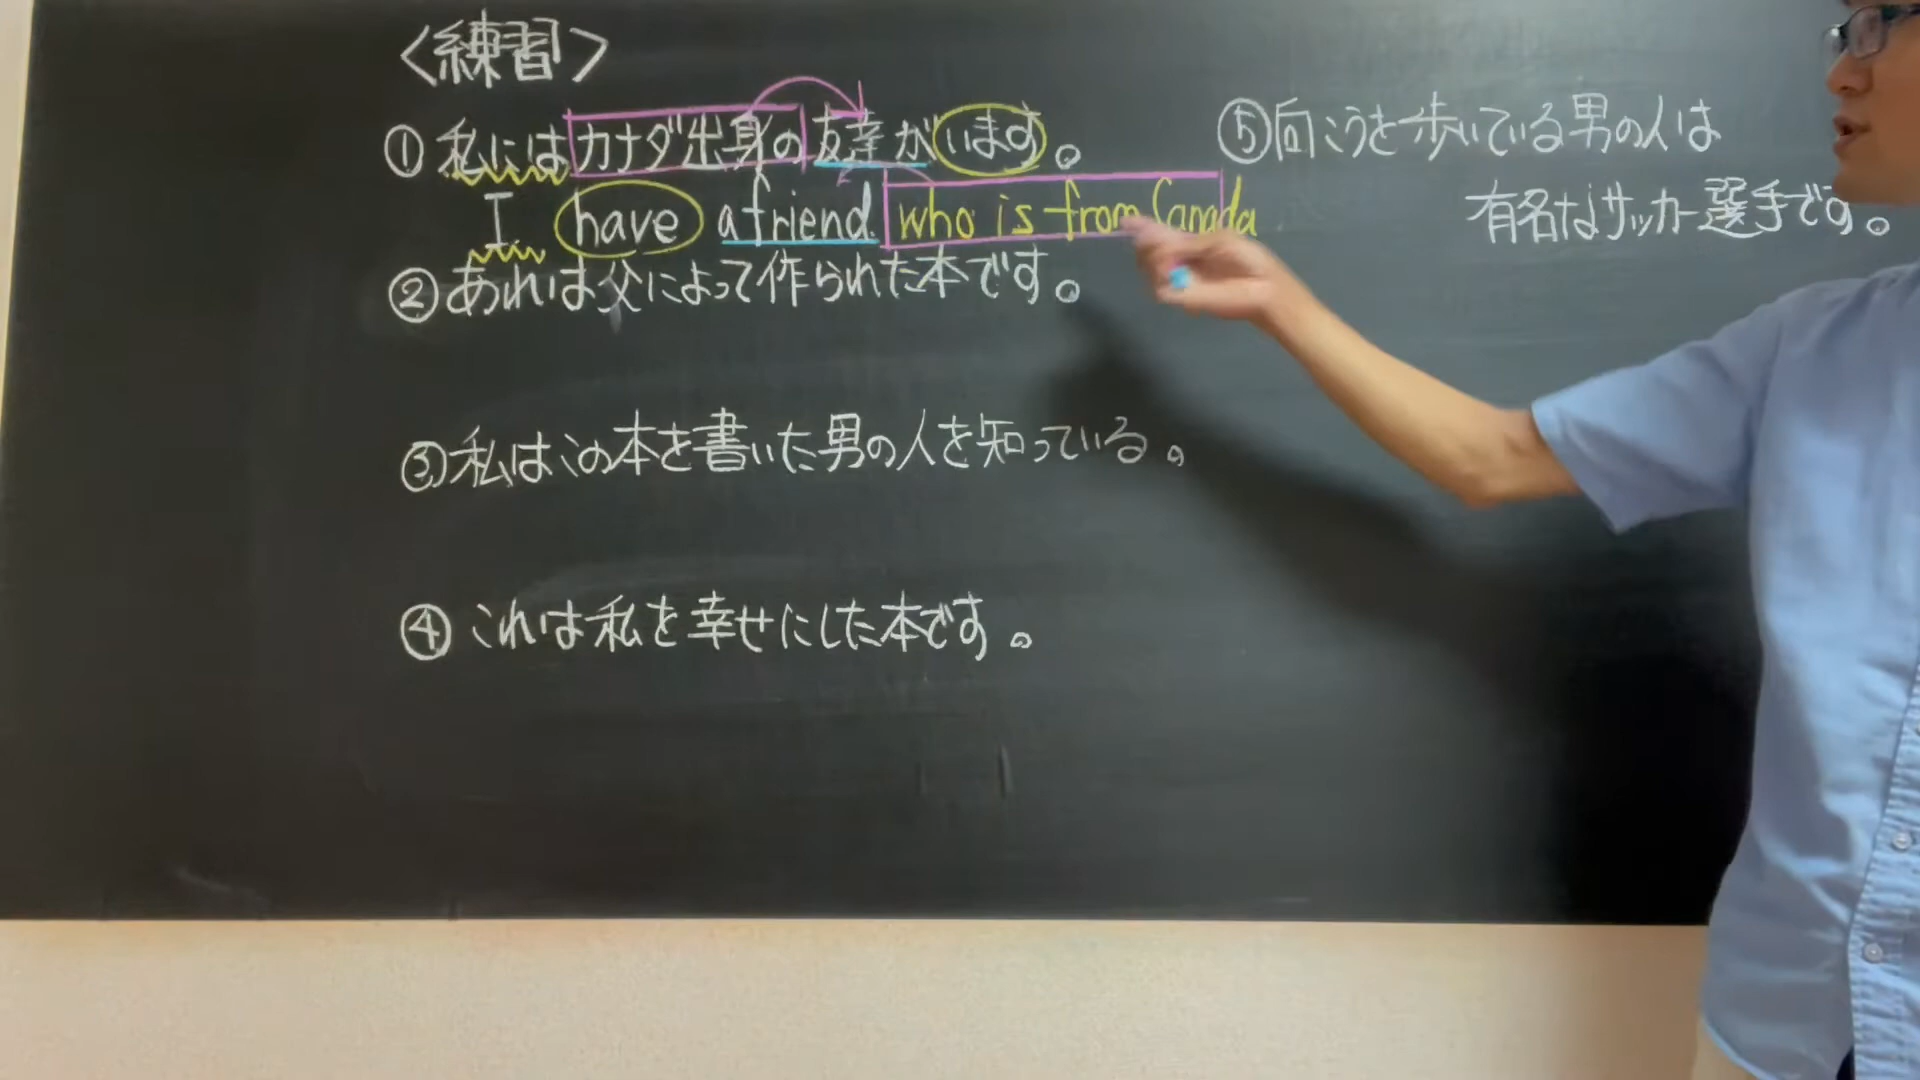 〈練習〉
①私にはカナダ出身の友達がいます。
I have a friend who is from Canada
②あれは父によって作られた本です。
③私はこの本を書いた男の人を知っている。
④これは私を幸せにした本です。
⑤向こうを歩いている男の人は
有名なサッカー選手です。